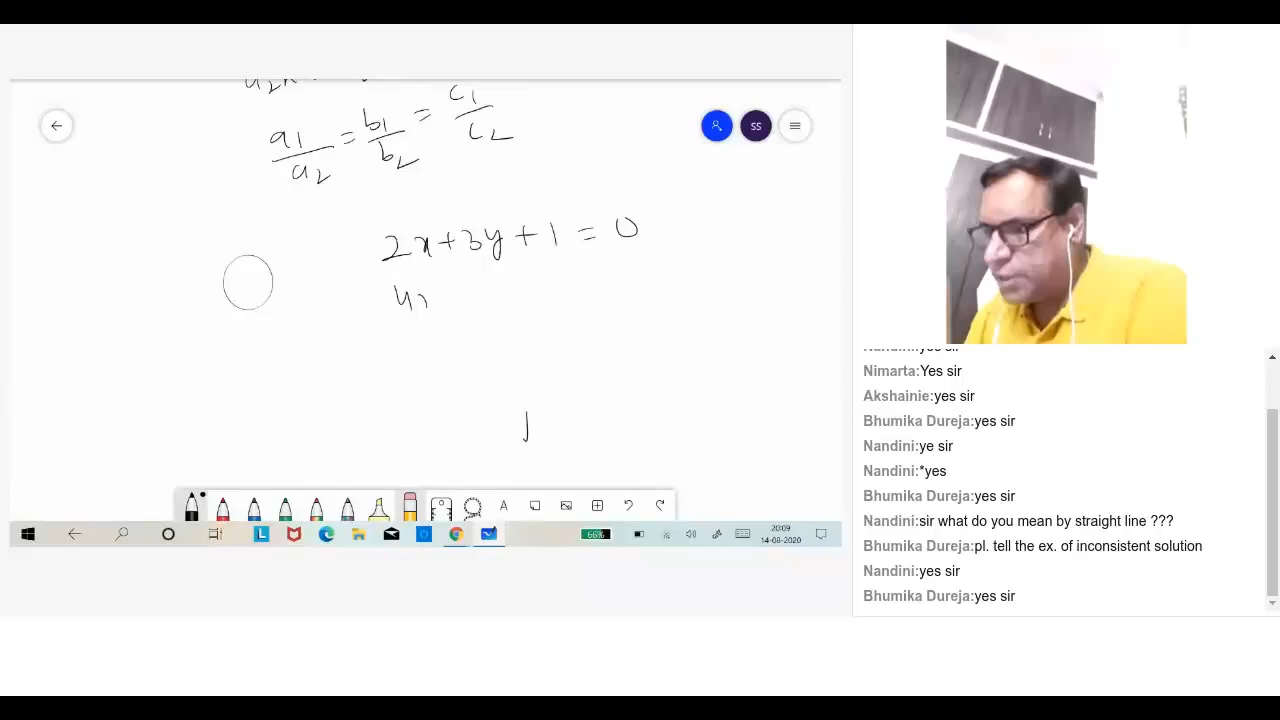 a1/a2 = b1/b2 = c1/c2
2x+3y+1=0
SS
A
66%
20:09
14-08-2020
Nimarta:Yes sir
Akshainie:yes sir
Bhumika Dureja:yes sir
Nandini:ye sir
Nandini:*yes
Bhumika Dureja:yes sir
Nandini:sir what do you mean by straight line ???
Bhumika Dureja:pl. tell the ex. of inconsistent solution
Nandini:yes sir
Bhumika Dureja:yes sir